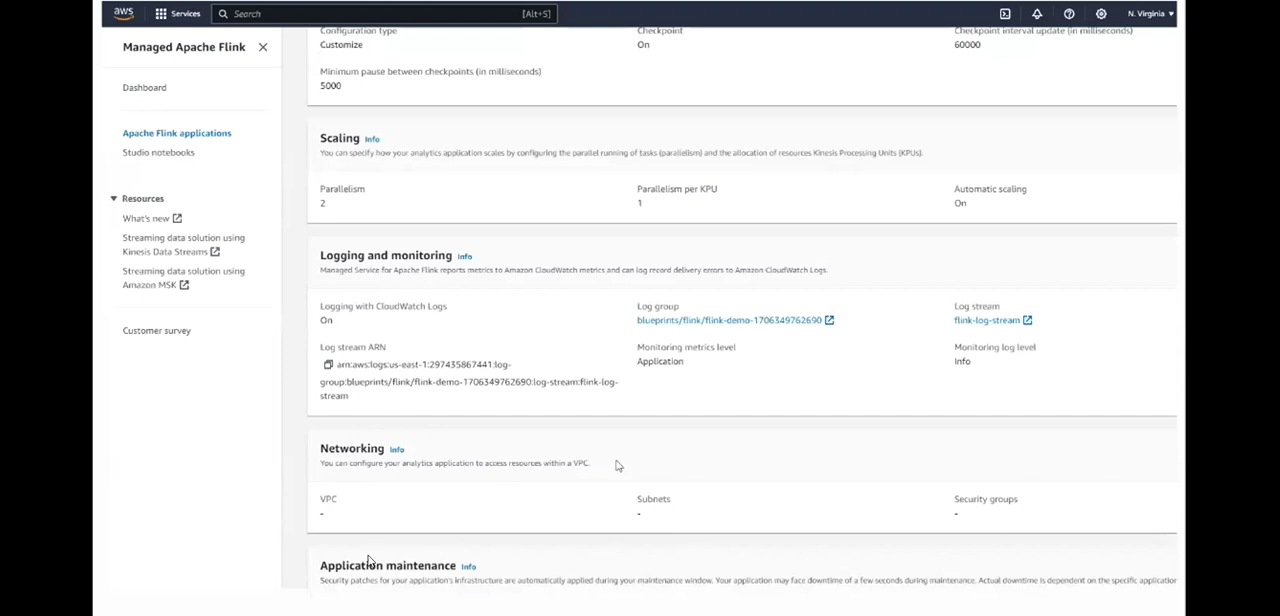 aws
Services
Search
[Alt+S]
N. Virginia
Managed Apache Flink
Dashboard
Apache Flink applications
Studio notebooks
Resources
What's new
Streaming data solution using
Kinesis Data Streams
Streaming data solution using
Amazon MSK
Customer survey
Configuration type
Checkpoint
Checkpoint interval update (in milliseconds)
Customize
On
60000
Minimum pause between checkpoints (in milliseconds)
5000
Scaling Info
You can specify how your analytics application scales by configuring the parallel running of tasks (parallelism) and the allocation of resources Kinesis Processing Units (KPUs).
Parallelism
Parallelism per KPU
Automatic scaling
2
1
On
Logging and monitoring Info
Managed Service for Apache Flink reports metrics to Amazon CloudWatch metrics and can log record delivery errors to Amazon CloudWatch Logs.
Logging with CloudWatch Logs
Log group
Log stream
On
blueprints/flink/flink-demo-1706349762690
flink-log-stream
Log stream ARN
Monitoring metrics level
Monitoring log level
arn:aws:logs:us-east-1:297435867441:log-
group:blueprints/flink/flink-demo-1706349762690:log-stream:flink-log-
stream
Application
Info
Networking Info
You can configure your analytics application to access resources within a VPC.
VPC
Subnets
Security groups
-
-
-
Application maintenance Info
Security patches for your application's infrastructure are automatically applied during your maintenance window. Your application may face downtime of a few seconds during maintenance. Actual downtime is dependent on the specific application